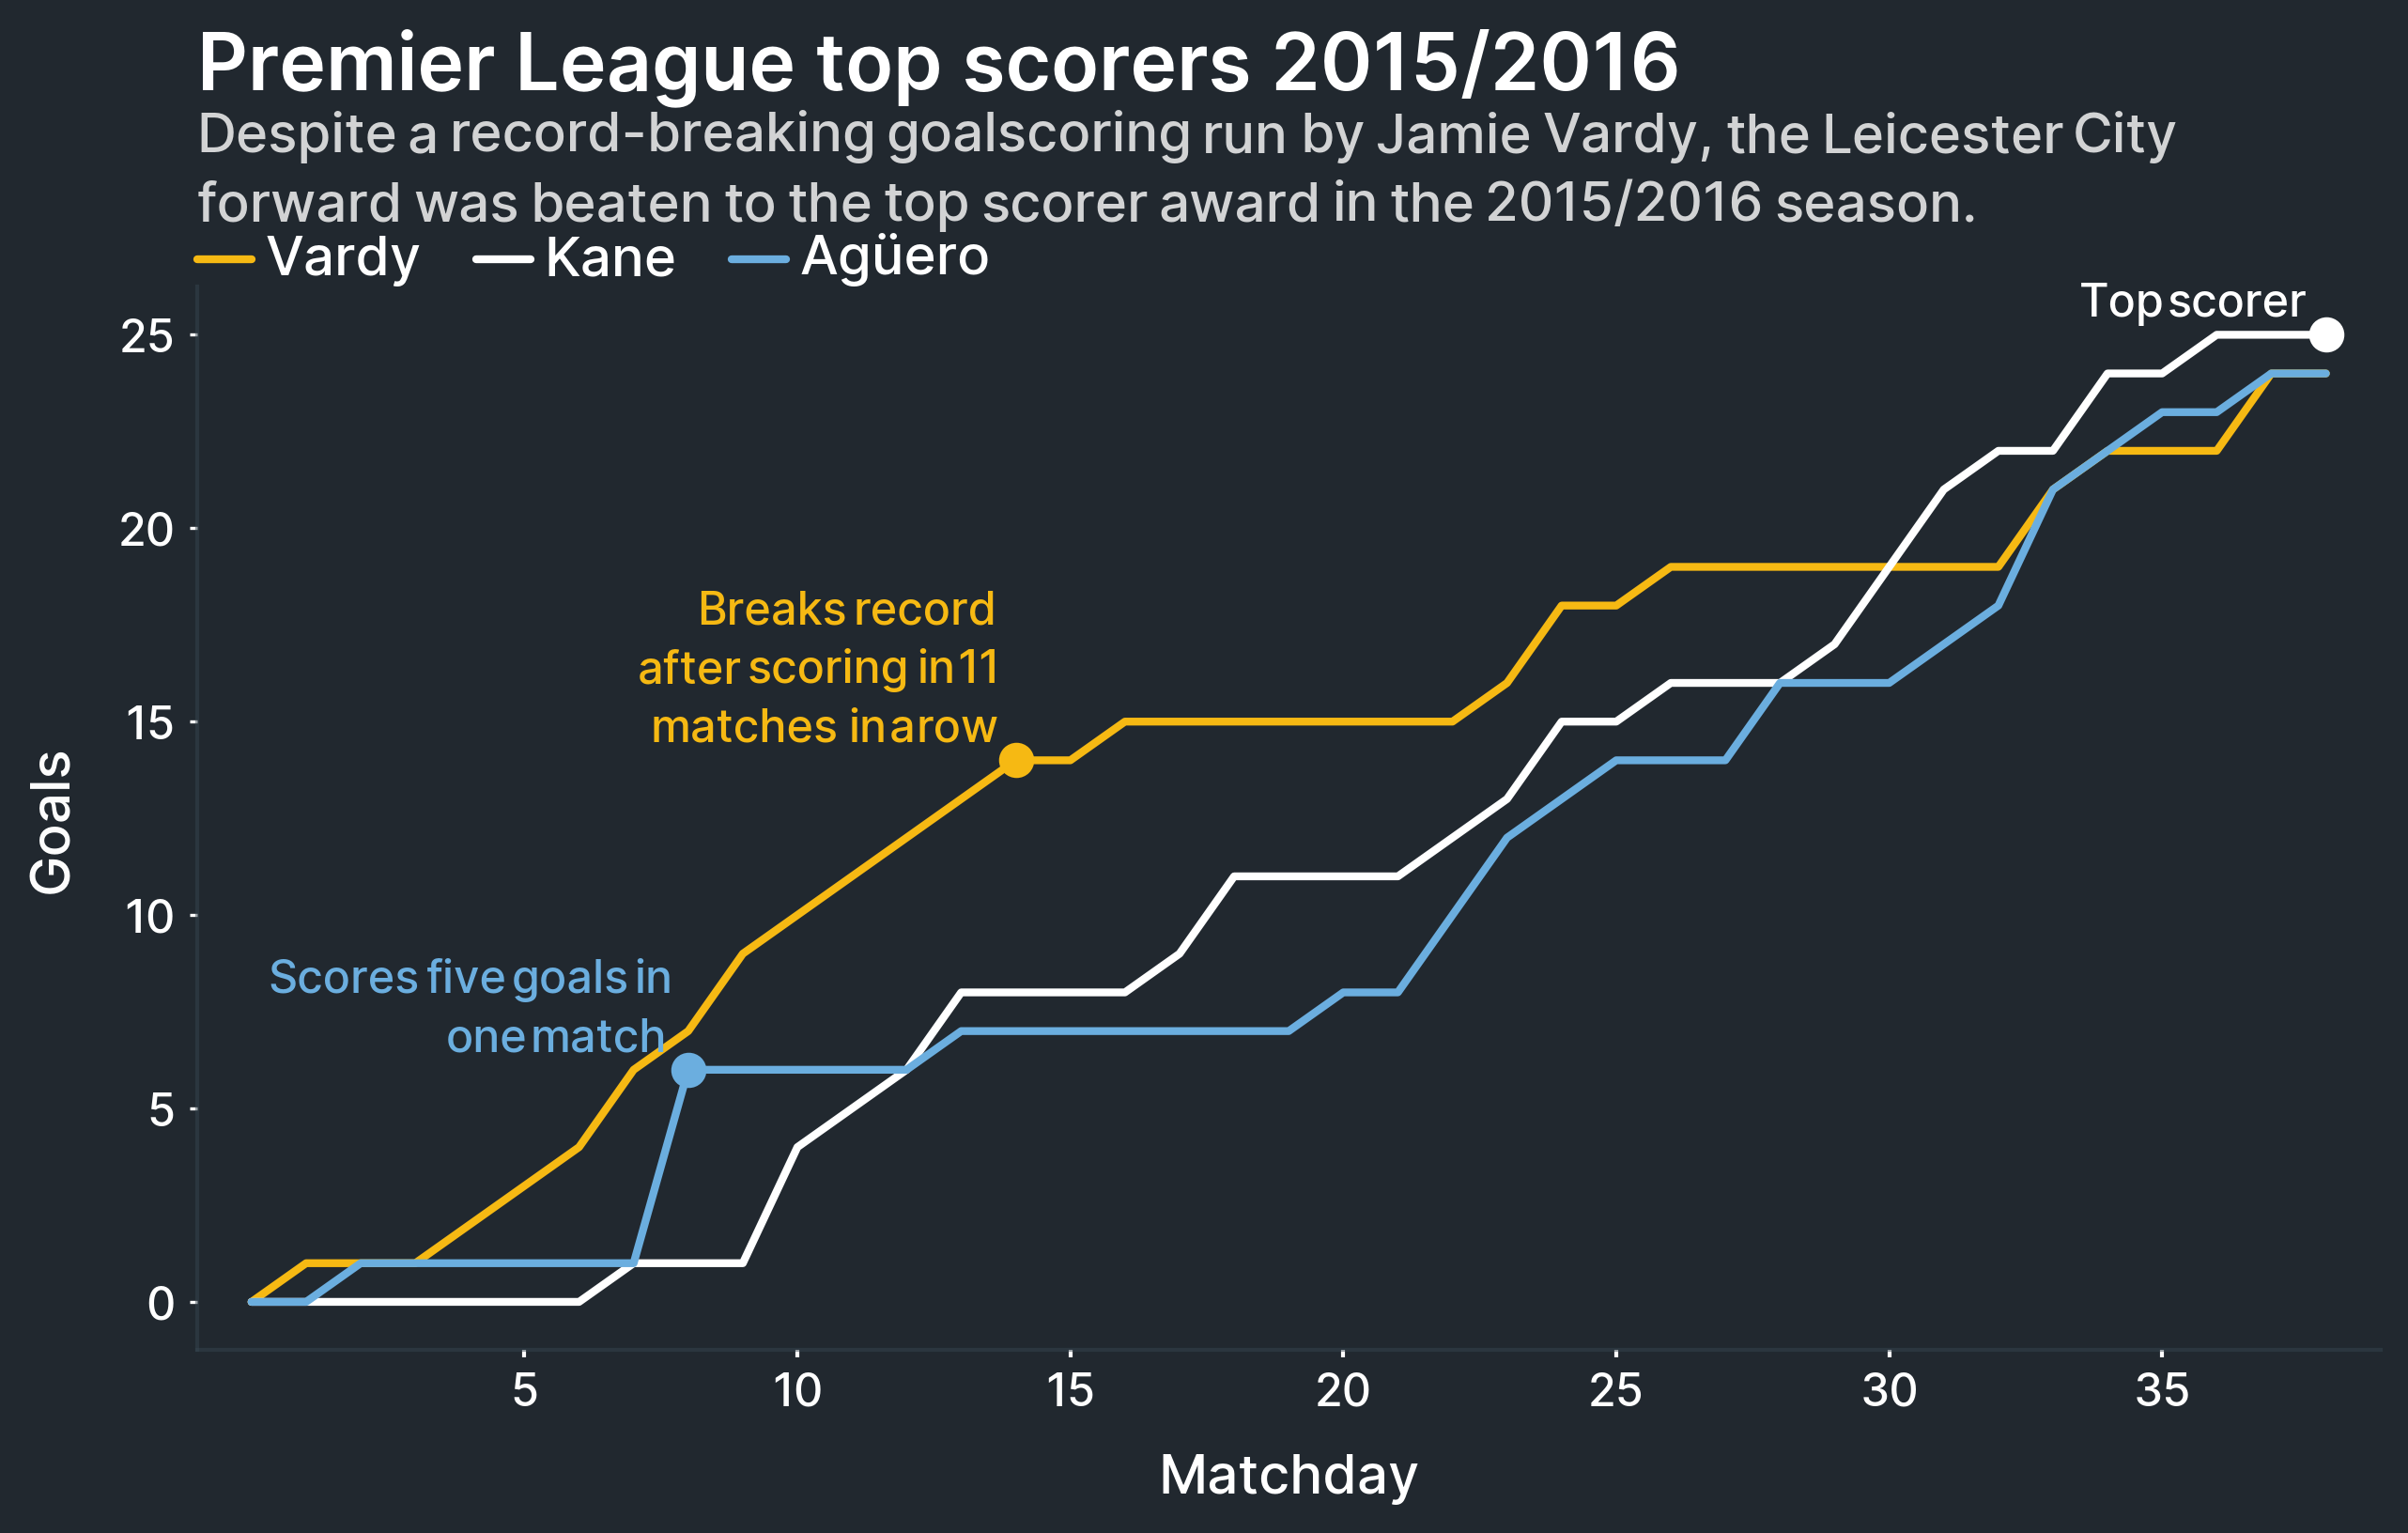 Premier League top scorers 2015/2016
Despite a record-breaking goalscoring run by Jamie Vardy, the Leicester City
forward was beaten to the top scorer award in the 2015/2016 season.
Vardy Kane Agüero
Top scorer
25
20
Breaks record
after scoring in 11
matches in a row
15
Goals
10
Scores five goals in
one match
5
0
5 10 15 20 25 30 35
Matchday